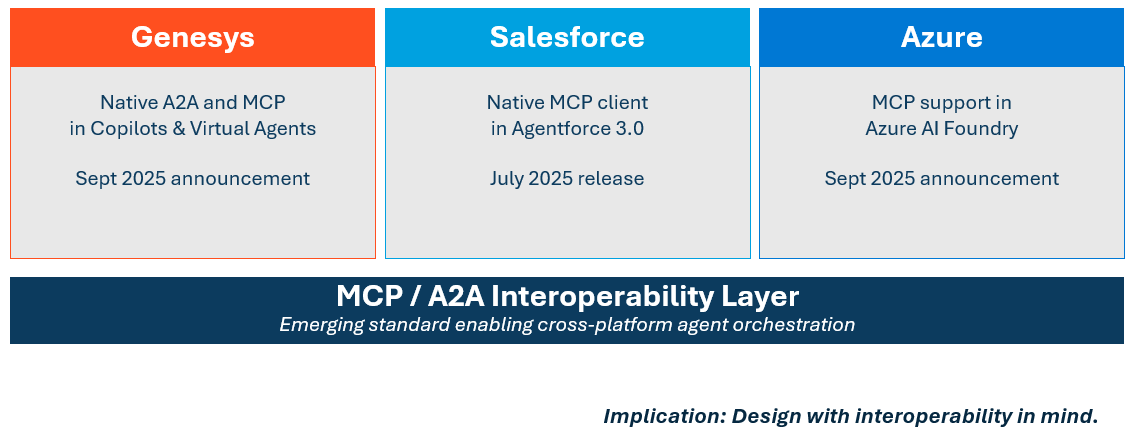 Genesys
Native A2A and MCP
in Copilots & Virtual Agents
Sept 2025 announcement
Salesforce
Native MCP client
in Agentforce 3.0
July 2025 release
Azure
MCP support in
Azure AI Foundry
Sept 2025 announcement
MCP / A2A Interoperability Layer
Emerging standard enabling cross-platform agent orchestration
Implication: Design with interoperability in mind.